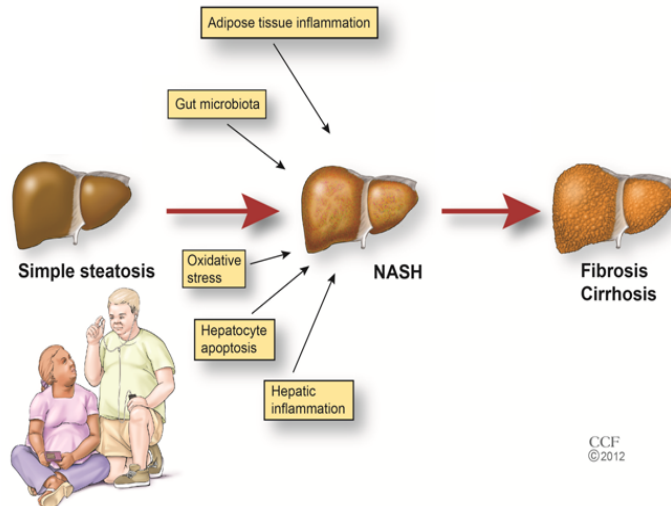 Adipose tissue inflammation
Gut microbiota
Simple steatosis
Oxidative
stress
NASH
Fibrosis
Cirrhosis
Hepatocyte
apoptosis
Hepatic
inflammation
CCF
©2012